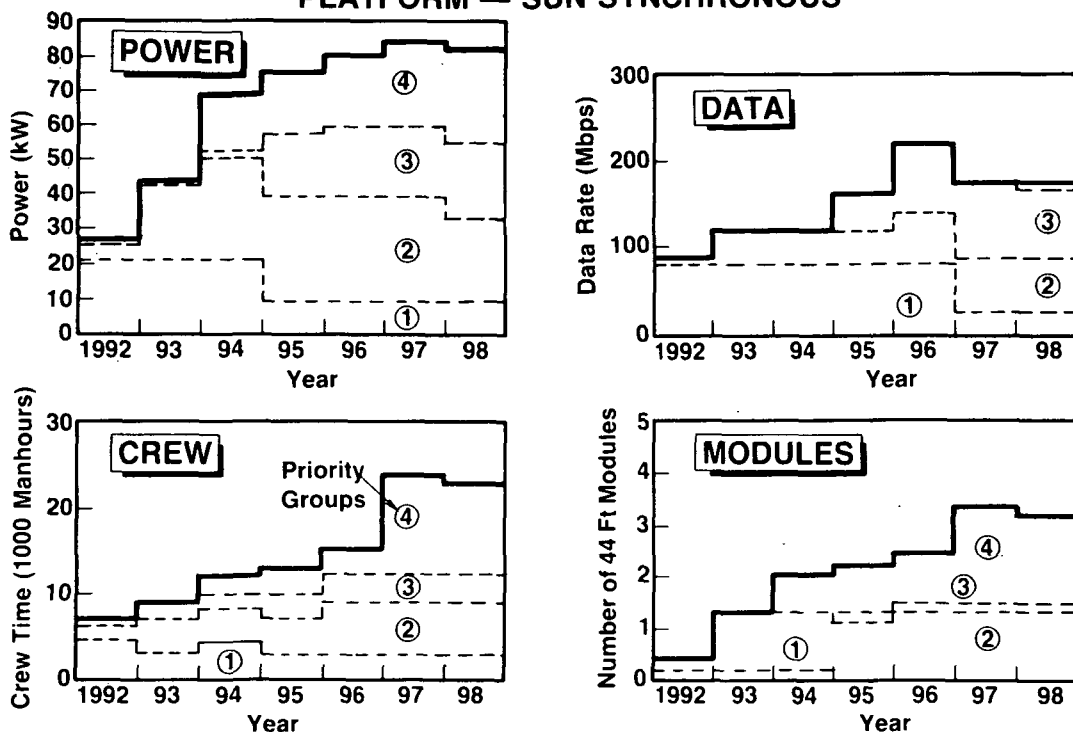 PLATFORM — SUN SYNCHRONOUS
POWER
Power (kW)
90
80
70
60
50
40
30
20
10
0
④
③
②
①
1992 93 94 95 96 97 98
Year
DATA
Data Rate (Mbps)
300
200
100
0
③
②
①
1992 93 94 95 96 97 98
Year
CREW
Crew Time (1000 Manhours)
30
20
10
0
Priority
Groups
④
③
②
①
1992 93 94 95 96 97 98
Year
MODULES
Number of 44 Ft Modules
5
4
3
2
1
0
④
③
②
①
1992 93 94 95 96 97 98
Year